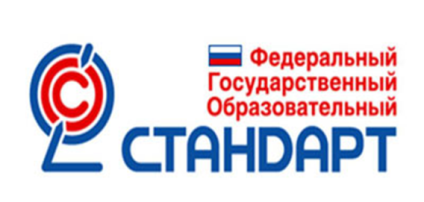 Федеральный
Государственный
Образовательный
СТАНДАРТ